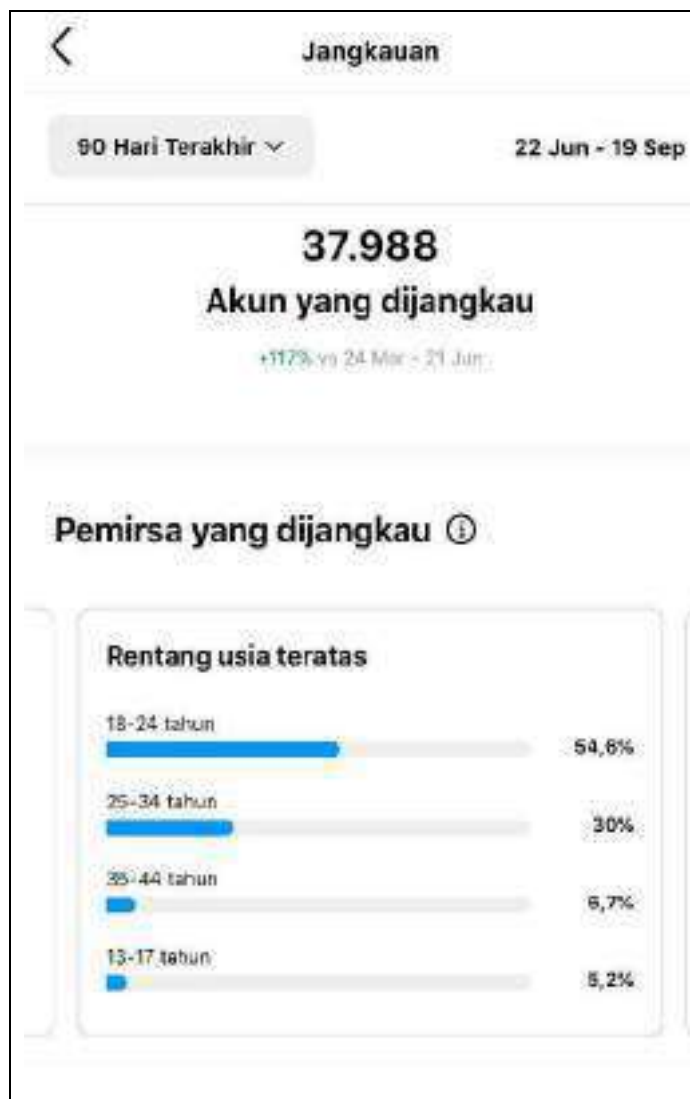 Jangkauan
90 Hari Terakhir
22 Jun - 19 Sep
37.988
Akun yang dijangkau
+117% vs 24 Mar - 21 Jun
Pemirsa yang dijangkau
Rentang usia teratas
18-24 tahun
54,6%
25-34 tahun
30%
35-44 tahun
6,7%
13-17 tahun
5,2%